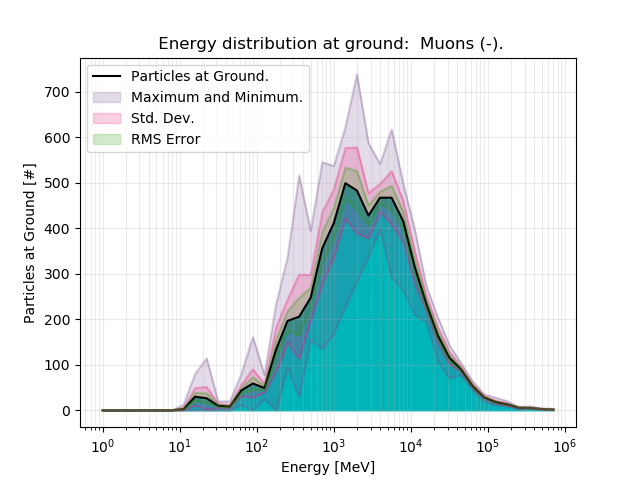 Energy distribution at ground:  Muons (-).
Particles at Ground.
Maximum and Minimum.
Std. Dev.
RMS Error
Particles at Ground [#]
700
600
500
400
300
200
100
0
10⁰ 10¹ 10² 10³ 10⁴ 10⁵ 10⁶
Energy [MeV]